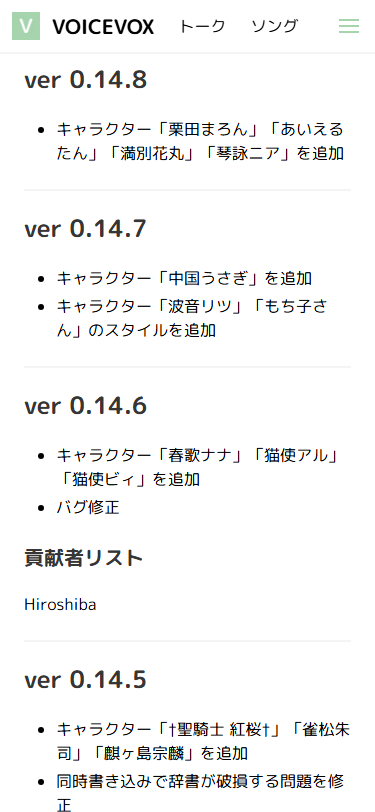 V VOICEVOX トーク ソング
ver 0.14.8
キャラクター「栗田まろん」「あいえる
たん」「満別花丸」「琴詠ニア」を追加
ver 0.14.7
キャラクター「中国うさぎ」を追加
キャラクター「波音リツ」「もち子さ
ん」のスタイルを追加
ver 0.14.6
キャラクター「春歌ナナ」「猫使アル」
「猫使ビィ」を追加
バグ修正
貢献者リスト
Hiroshiba
ver 0.14.5
キャラクター「†聖騎士 紅桜†」「雀松朱
司」「麒ヶ島宗麟」を追加
同時書き込みで辞書が破損する問題を修
正